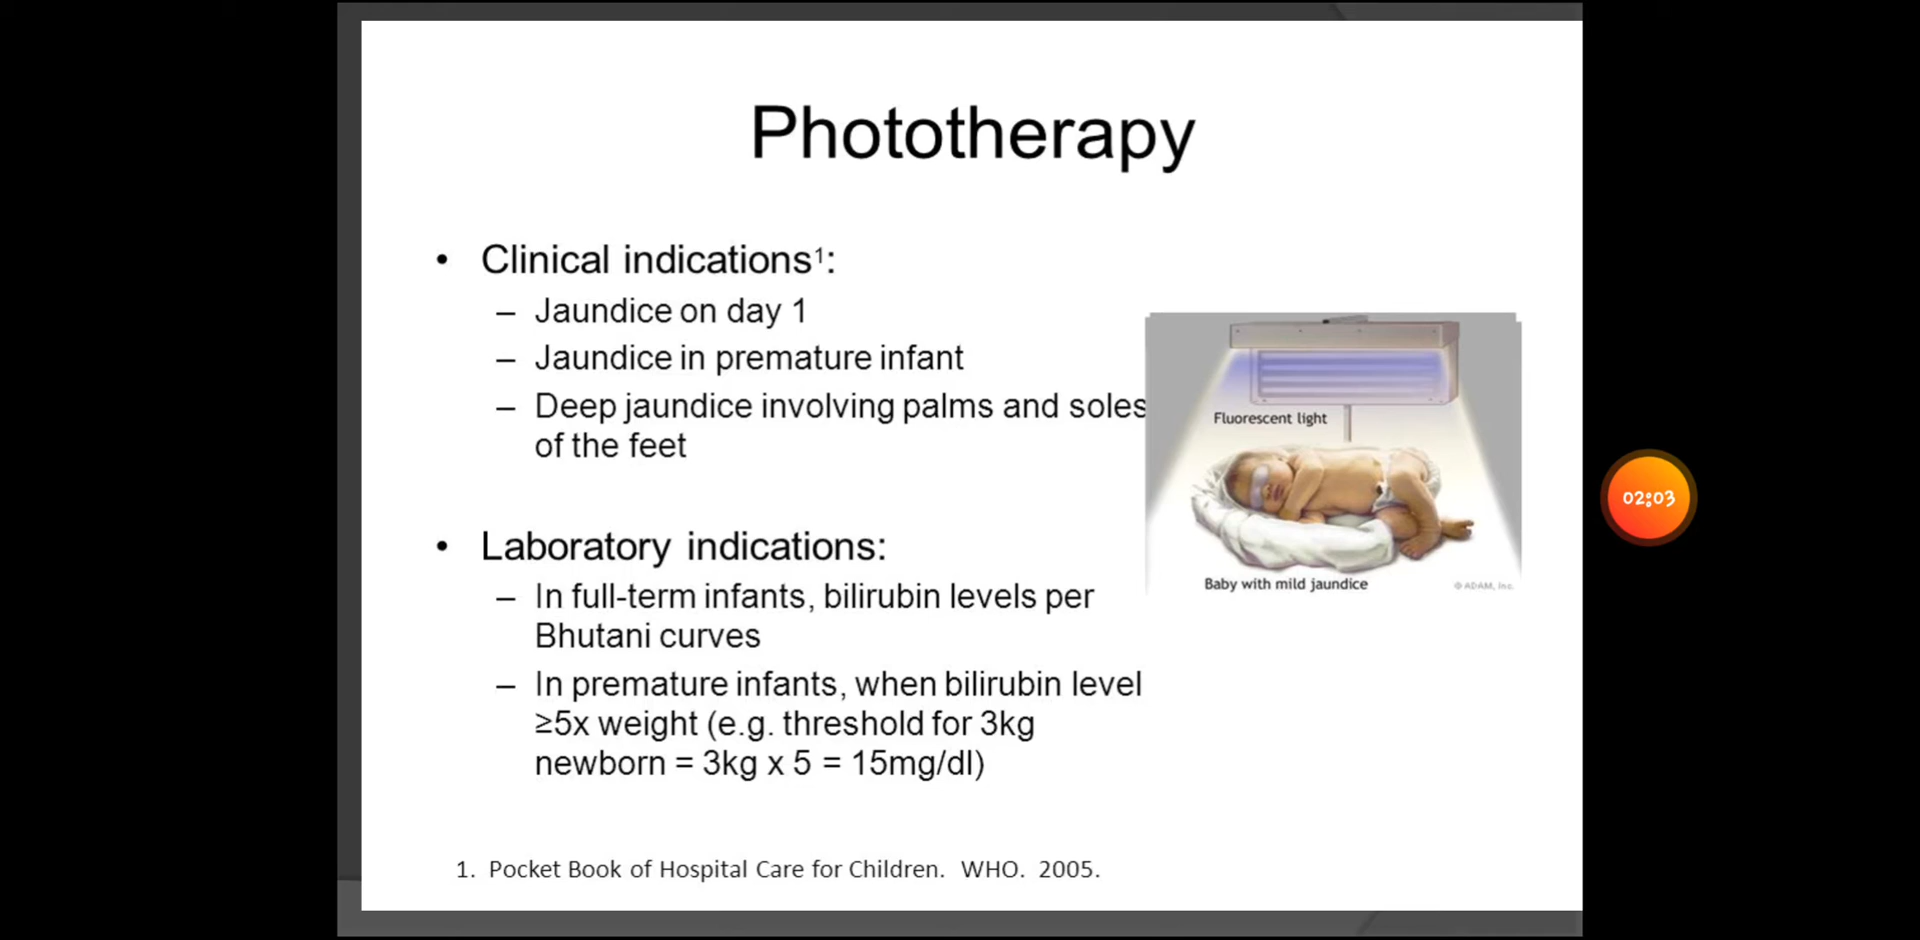 Phototherapy
• Clinical indications¹:
– Jaundice on day 1
– Jaundice in premature infant
– Deep jaundice involving palms and soles
of the feet
Fluorescent light
Baby with mild jaundice
© ADAM, Inc.
• Laboratory indications:
– In full-term infants, bilirubin levels per
Bhutani curves
– In premature infants, when bilirubin level
≥5x weight (e.g. threshold for 3kg
newborn = 3kg x 5 = 15mg/dl)
1. Pocket Book of Hospital Care for Children. WHO. 2005.
02:03